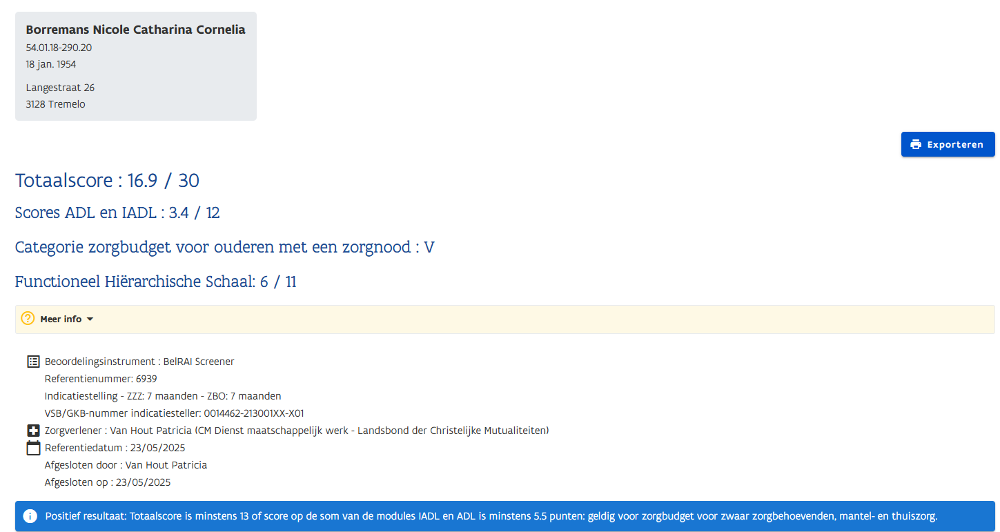 Borremans Nicole Catharina Cornelia
54.01.18-290.20
18 jan. 1954
Langestraat 26
3128 Tremelo
Exporteren
Totaalscore : 16.9 / 30
Scores ADL en IADL : 3.4 / 12
Categorie zorgbudget voor ouderen met een zorgnood : V
Functioneel Hiërarchische Schaal: 6 / 11
Meer info
Beoordelingsinstrument : BelRAI Screener
Referentienummer: 6939
Indicatiestelling - ZZZ: 7 maanden - ZBO: 7 maanden
VSB/GKB-nummer indicatiesteller: 0014462-213001XX-X01
Zorgverlener : Van Hout Patricia (CM Dienst maatschappelijk werk - Landsbond der Christelijke Mutualiteiten)
Referentiedatum : 23/05/2025
Afgesloten door : Van Hout Patricia
Afgesloten op : 23/05/2025
Positief resultaat: Totaalscore is minstens 13 of score op de som van de modules IADL en ADL is minstens 5.5 punten: geldig voor zorgbudget voor zwaar zorgbehoevenden, mantel- en thuiszorg.